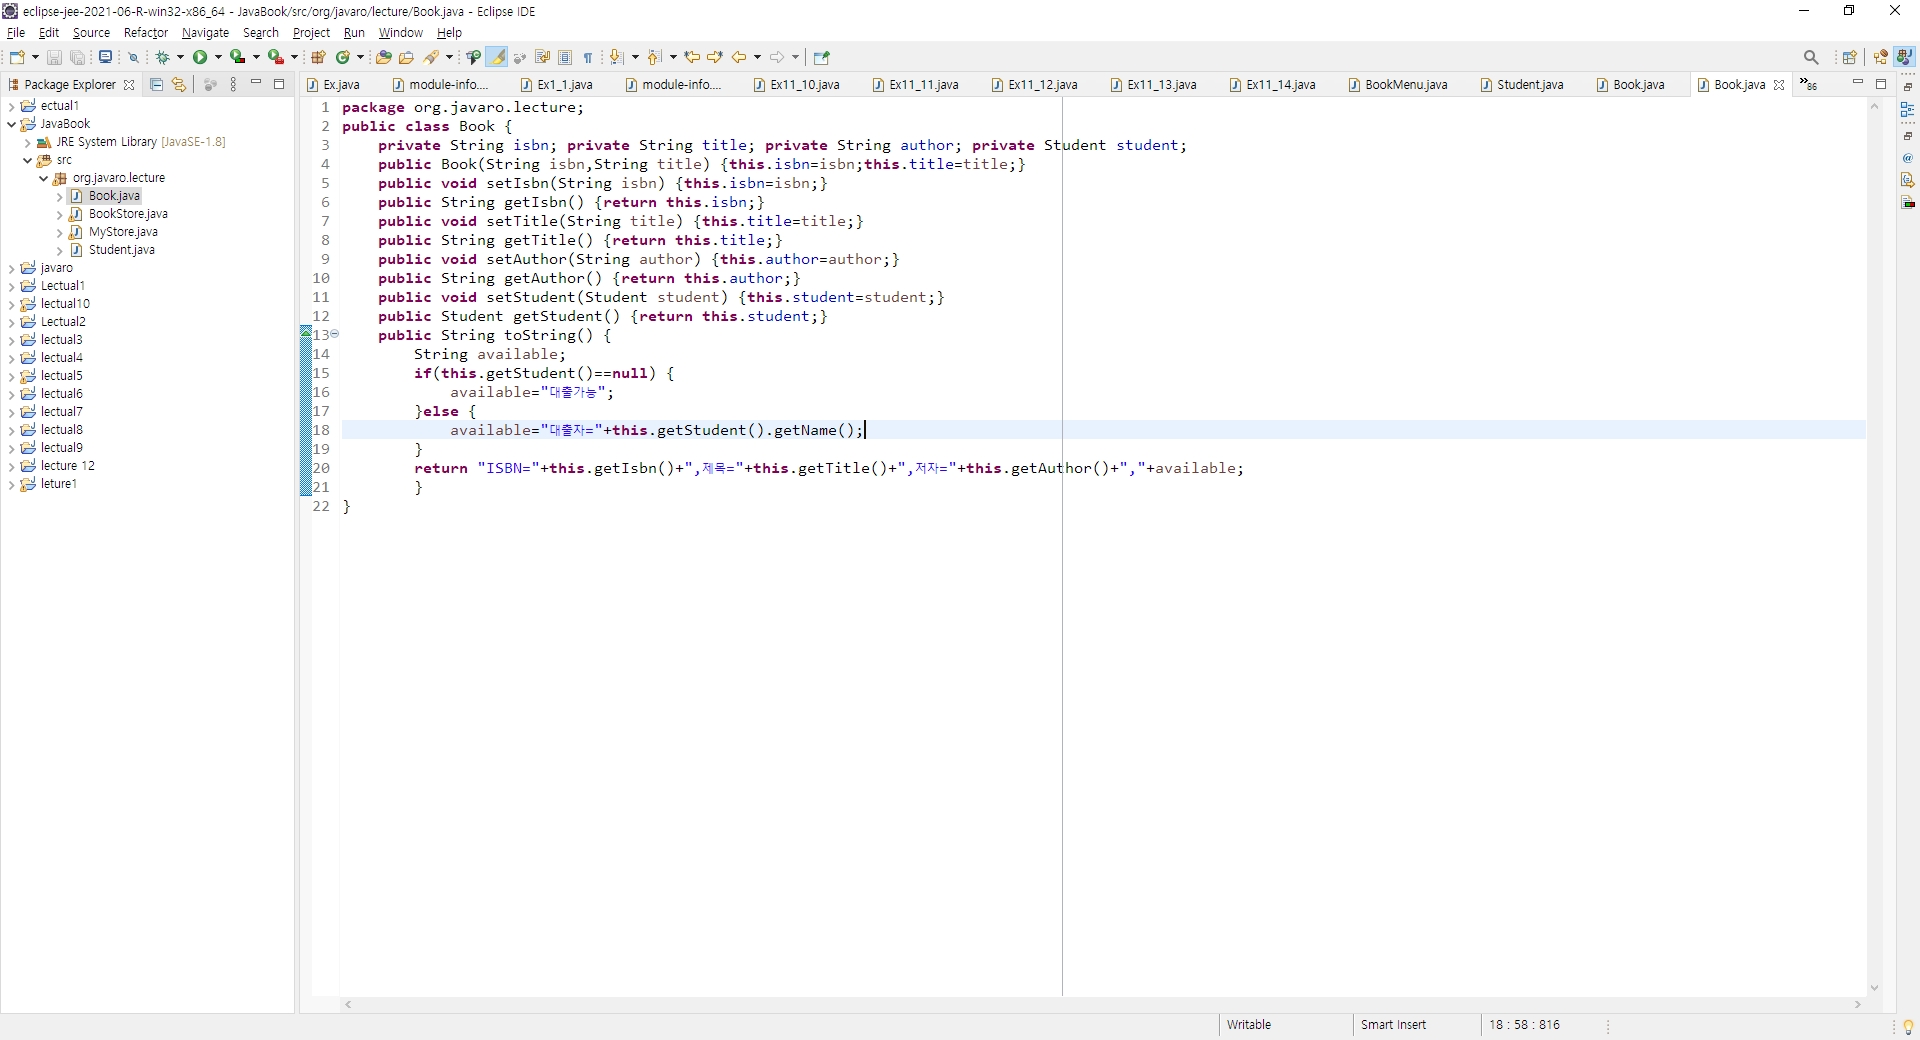 eclipse-jee-2021-06-R-win32-x86_64 - JavaBook/src/org/javaro/lecture/Book.java - Eclipse IDE
File Edit Source Refactor Navigate Search Project Run Window Help
Package Explorer
ectual1
JavaBook
JRE System Library [JavaSE-1.8]
src
org.javaro.lecture
Book.java
BookStore.java
MyStore.java
Student.java
javaro
Lectual1
lectual10
Lectual2
lectual3
lectual4
lectual5
lectual6
lectual7
lectual8
lectual9
lecture 12
leture1
Ex.java module-info.... Ex1_1.java module-info.... Ex11_10.java Ex11_11.java Ex11_12.java Ex11_13.java Ex11_14.java BookMenu.java Student.java Book.java Book.java »86
1 package org.javaro.lecture;
2 public class Book {
3 private String isbn; private String title; private String author; private Student student;
4 public Book(String isbn,String title) {this.isbn=isbn;this.title=title;}
5 public void setIsbn(String isbn) {this.isbn=isbn;}
6 public String getIsbn() {return this.isbn;}
7 public void setTitle(String title) {this.title=title;}
8 public String getTitle() {return this.title;}
9 public void setAuthor(String author) {this.author=author;}
10 public String getAuthor() {return this.author;}
11 public void setStudent(Student student) {this.student=student;}
12 public Student getStudent() {return this.student;}
13 public String toString() {
14 String available;
15 if(this.getStudent()==null) {
16 available="대출가능";
17 }else {
18 available="대출자="+this.getStudent().getName();
19 }
20 return "ISBN="+this.getIsbn()+",제목="+this.getTitle()+",저자="+this.getAuthor()+","+available;
21 }
22 }
Writable Smart Insert 18 : 58 : 816